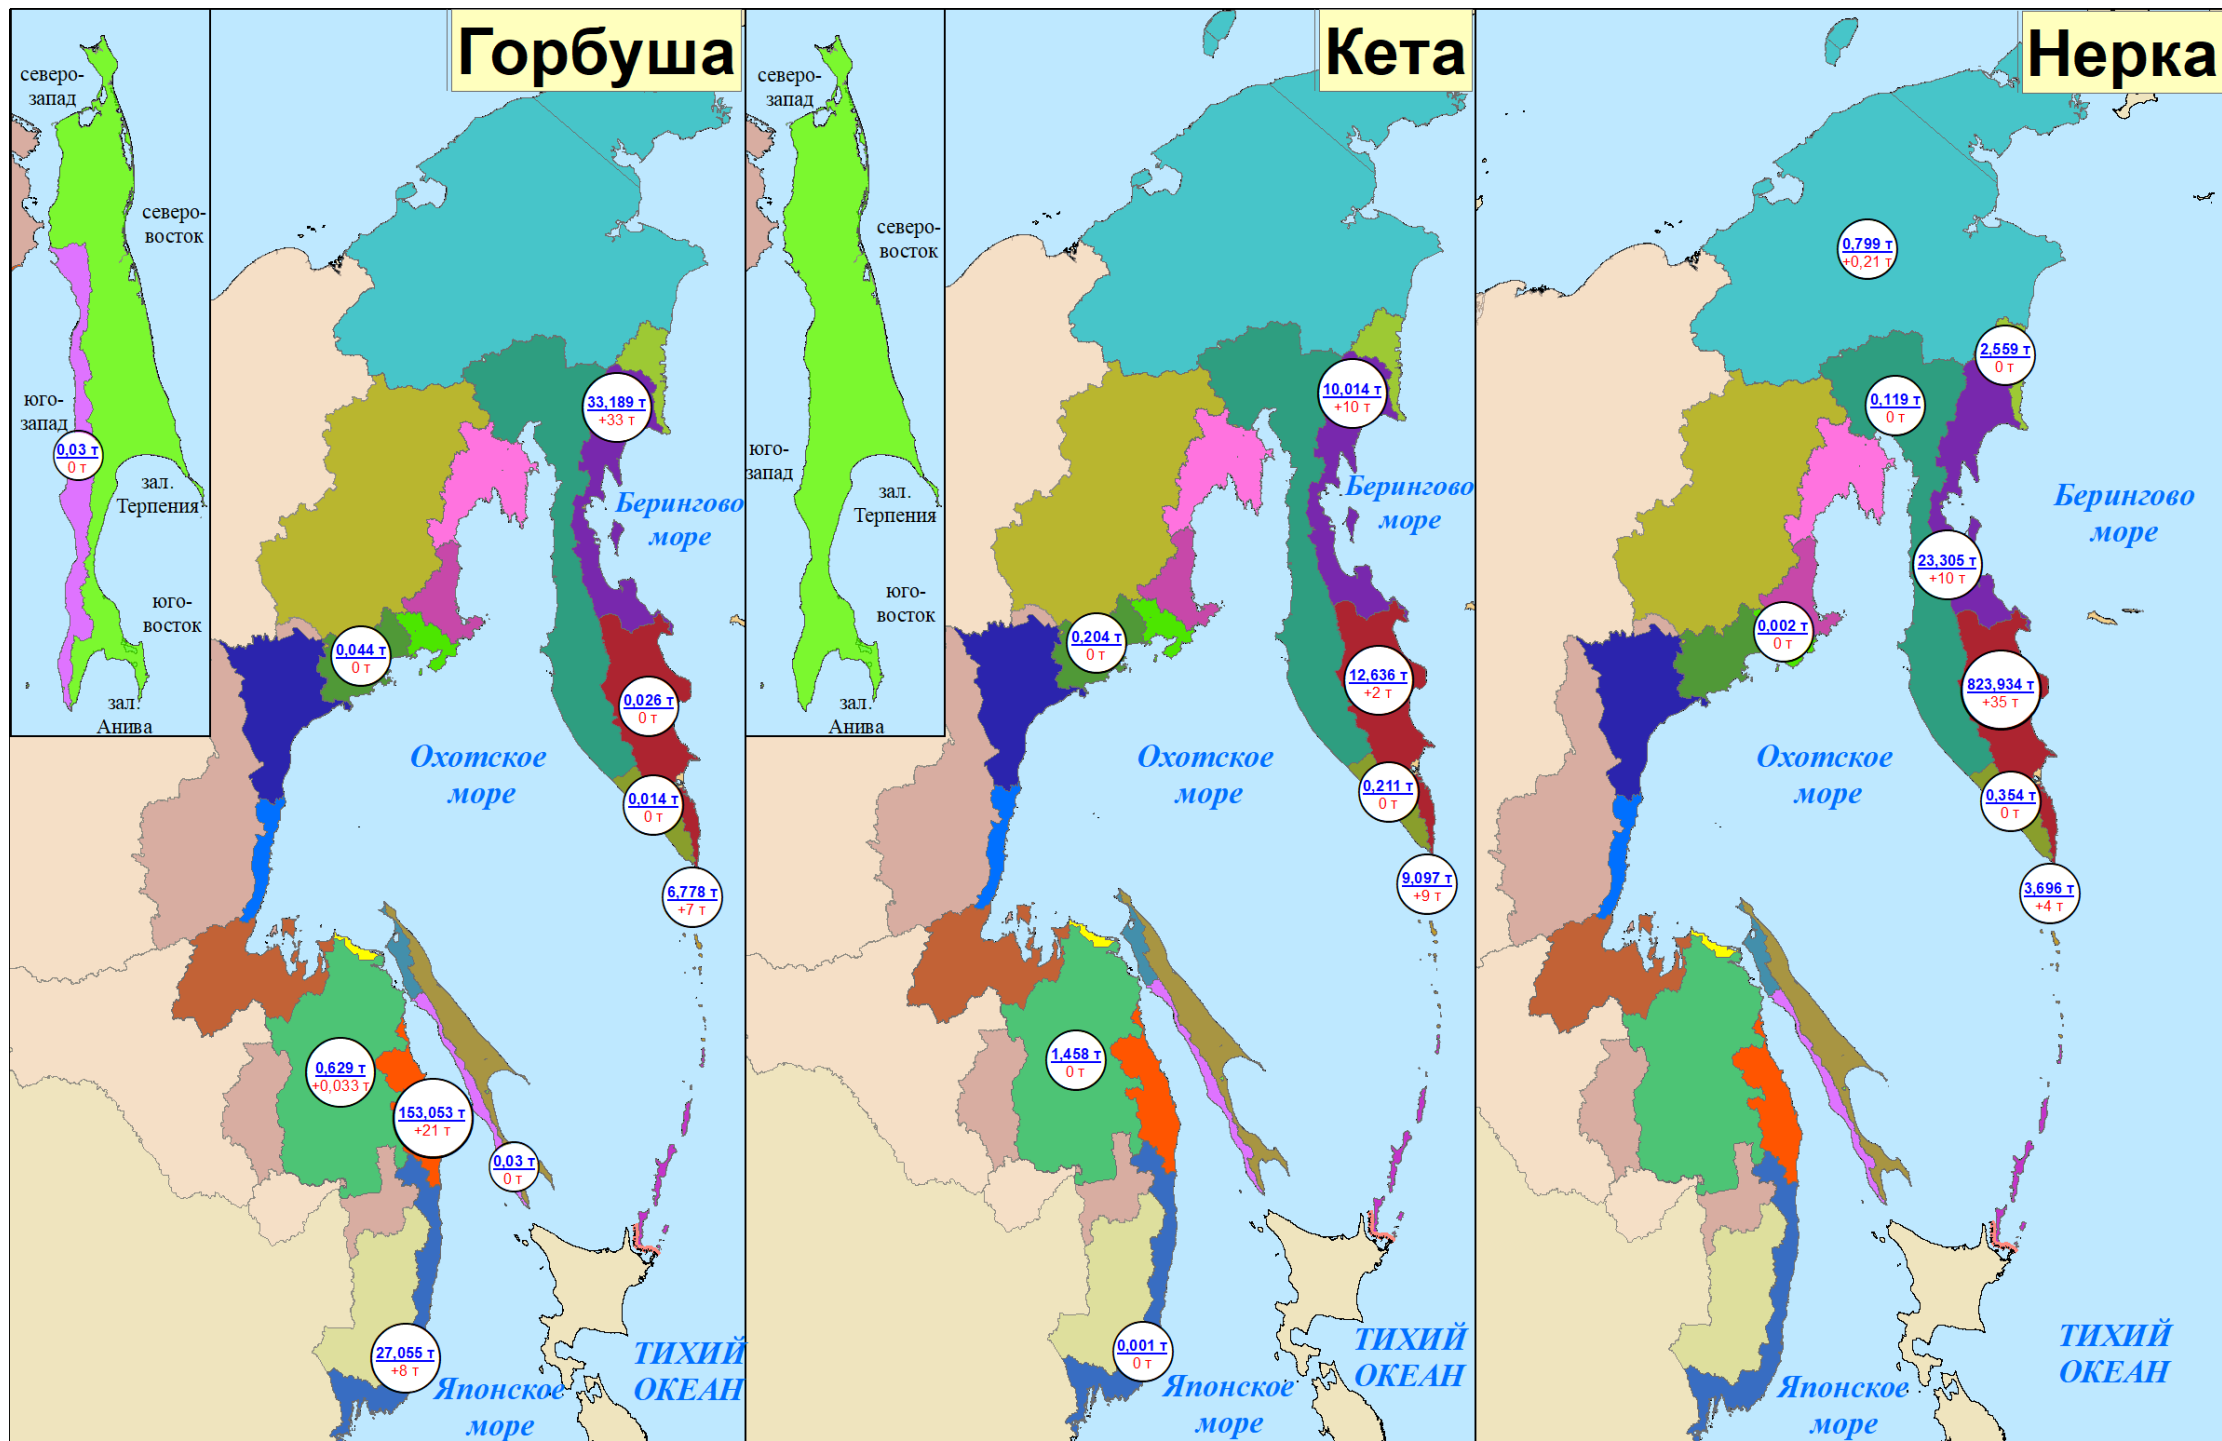 Горбуша
северо-
запад
северо-
восток
юго-
запад
0,03 т
0 т
зал.
Терпения
юго-
восток
зал.
Анива
33,189 т
+33 т
Берингово
море
0,044 т
0 т
0,026 т
0 т
Охотское
море
0,014 т
0 т
6,778 т
+7 т
0,629 т
+0,033 т
153,053 т
+21 т
0,03 т
0 т
27,055 т
+8 т
ТИХИЙ
ОКЕАН
Японское
море
Кета
северо-
запад
северо-
восток
юго-
запад
зал.
Терпения
юго-
восток
зал.
Анива
10,014 т
+10 т
Берингово
море
0,204 т
0 т
12,636 т
+2 т
Охотское
море
0,211 т
0 т
9,097 т
+9 т
1,458 т
0 т
0,001 т
0 т
ТИХИЙ
ОКЕАН
Японское
море
Нерка
0,799 т
+0,21 т
2,559 т
0 т
0,119 т
0 т
Берингово
море
23,305 т
+10 т
0,002 т
0 т
823,934 т
+35 т
Охотское
море
0,354 т
0 т
3,696 т
+4 т
ТИХИЙ
ОКЕАН
Японское
море